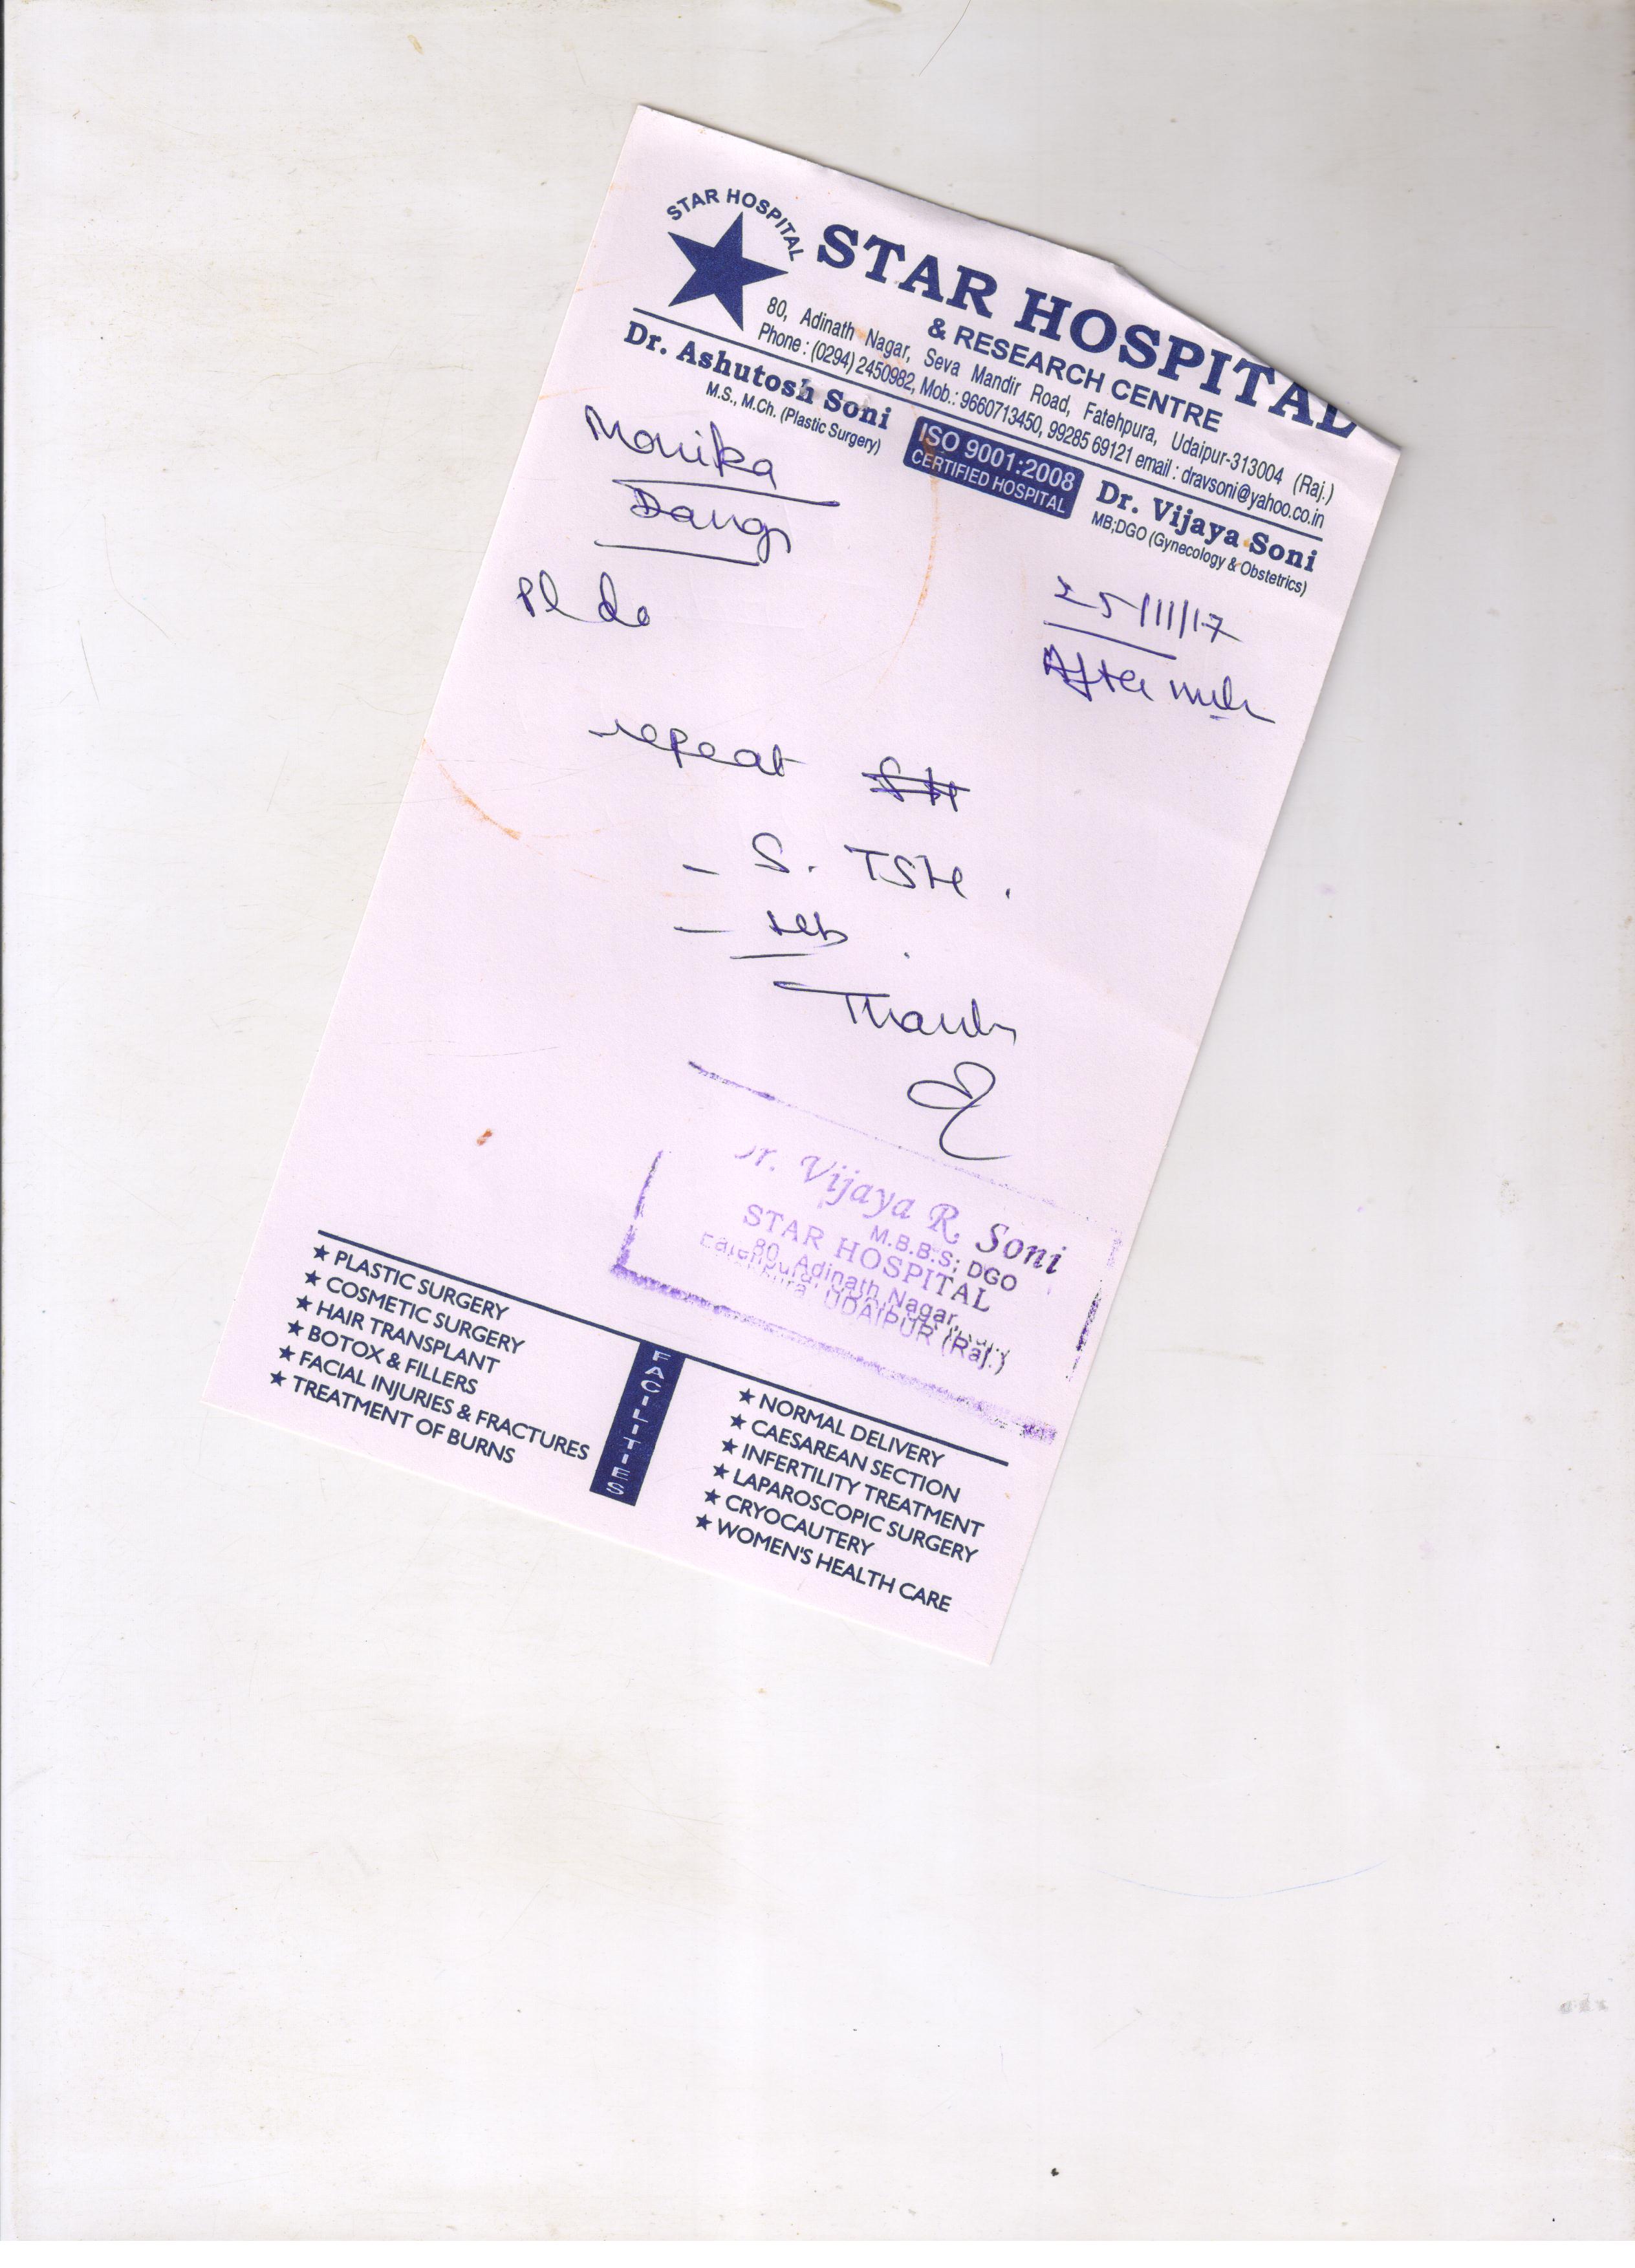 STAR HOSPITAL
STAR HOSPITAL
& RESEARCH CENTRE
80, Adinath Nagar, Seva Mandir Road, Fatehpura, Udaipur-313004 (Raj.)
Phone : (0294) 2450982, Mob.: 9660713450, 99285 69121 email : dravsoni@yahoo.co.in
Dr. Ashutosh Soni
M.S., M.Ch. (Plastic Surgery)
ISO 9001:2008
CERTIFIED HOSPITAL
Dr. Vijaya Soni
MB;DGO (Gynecology & Obstetrics)
Monika
Dangi
25/11/17
After
Pl do
repeat
- S. TSH.
Thanks
Dr. Vijaya R. Soni
M.B.B.S; DGO
STAR HOSPITAL
80, Adinath Nagar,
UDAIPUR (Raj.)
FACILITIES
★ PLASTIC SURGERY
★ COSMETIC SURGERY
★ HAIR TRANSPLANT
★ BOTOX & FILLERS
★ FACIAL INJURIES & FRACTURES
★ TREATMENT OF BURNS
★ NORMAL DELIVERY
★ CAESAREAN SECTION
★ INFERTILITY TREATMENT
★ LAPAROSCOPIC SURGERY
★ CRYOCAUTERY
★ WOMEN'S HEALTH CARE